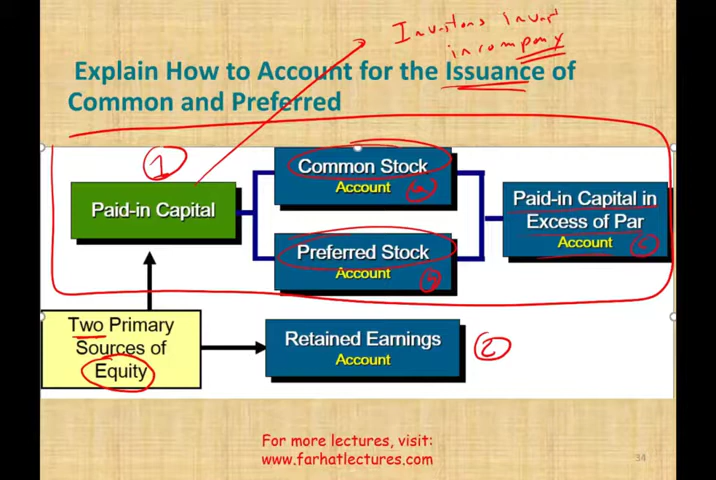 Investors invest
in company
Explain How to Account for the Issuance of
Common and Preferred
1
Common Stock
Account
a
Paid-in Capital
Paid-in Capital in
Excess of Par
Account
c
Preferred Stock
Account
Two Primary
Sources of
Equity
Retained Earnings
Account
2
For more lectures, visit:
www.farhatlectures.com
34